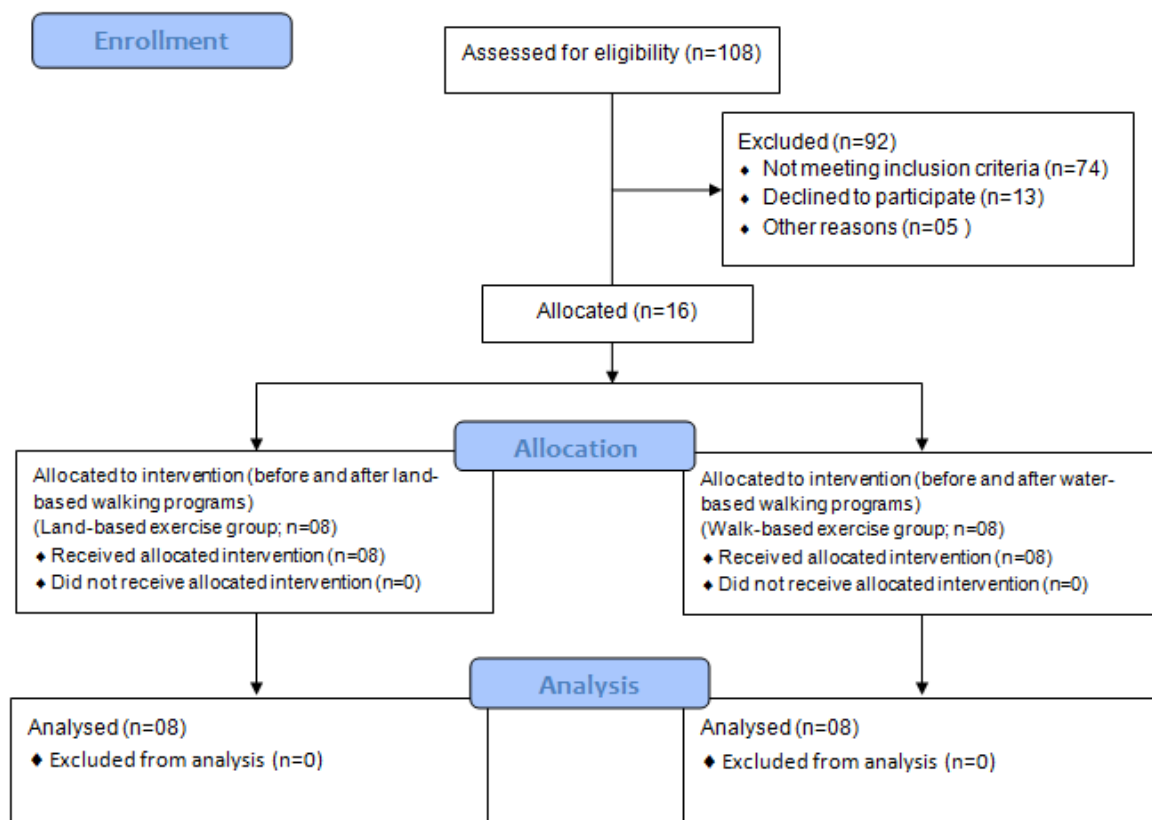 Enrollment
Assessed for eligibility (n=108)
Excluded (n=92)
♦ Not meeting inclusion criteria (n=74)
♦ Declined to participate (n=13)
♦ Other reasons (n=05 )
Allocated (n=16)
Allocation
Allocated to intervention (before and after land-
based walking programs)
(Land-based exercise group; n=08)
♦ Received allocated intervention (n=08)
♦ Did not receive allocated intervention (n=0)
Allocated to intervention (before and after water-
based walking programs)
(Walk-based exercise group; n=08)
♦ Received allocated intervention (n=08)
♦ Did not receive allocated intervention (n=0)
Analysis
Analysed (n=08)
♦ Excluded from analysis (n=0)
Analysed (n=08)
♦ Excluded from analysis (n=0)